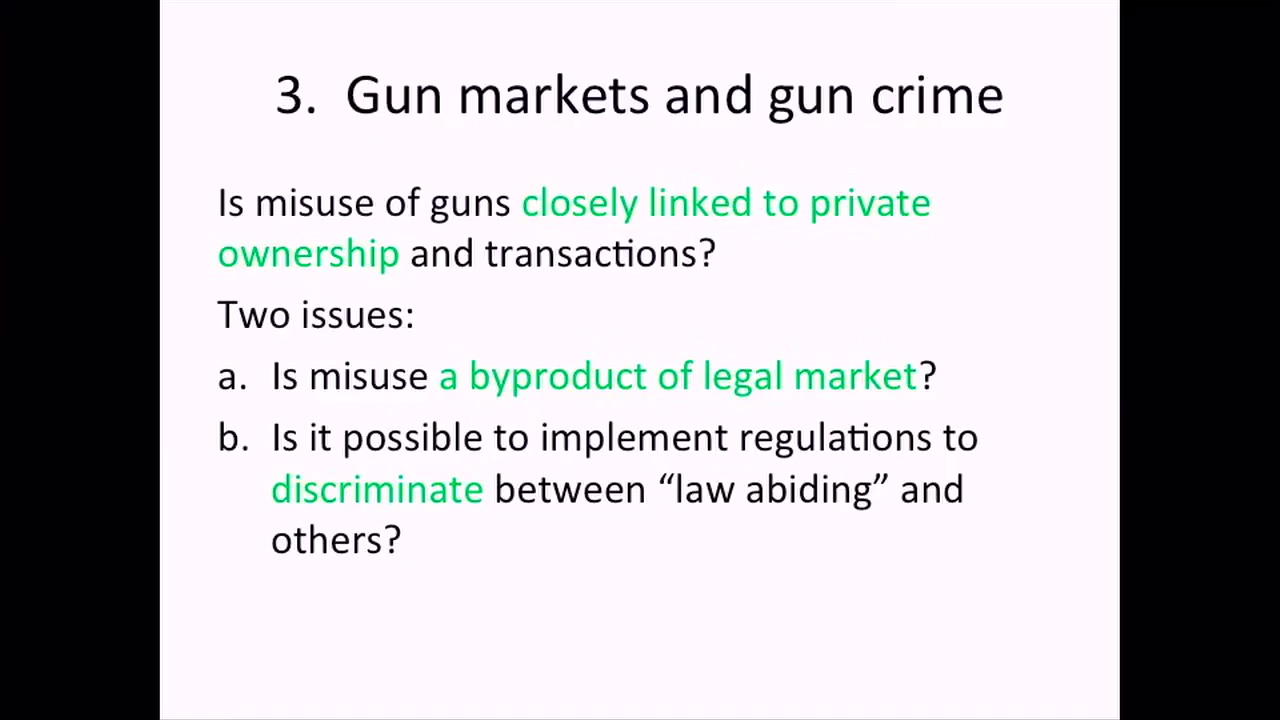 3. Gun markets and gun crime
Is misuse of guns closely linked to private
ownership and transactions?
Two issues:
a. Is misuse a byproduct of legal market?
b. Is it possible to implement regulations to
discriminate between “law abiding” and
others?